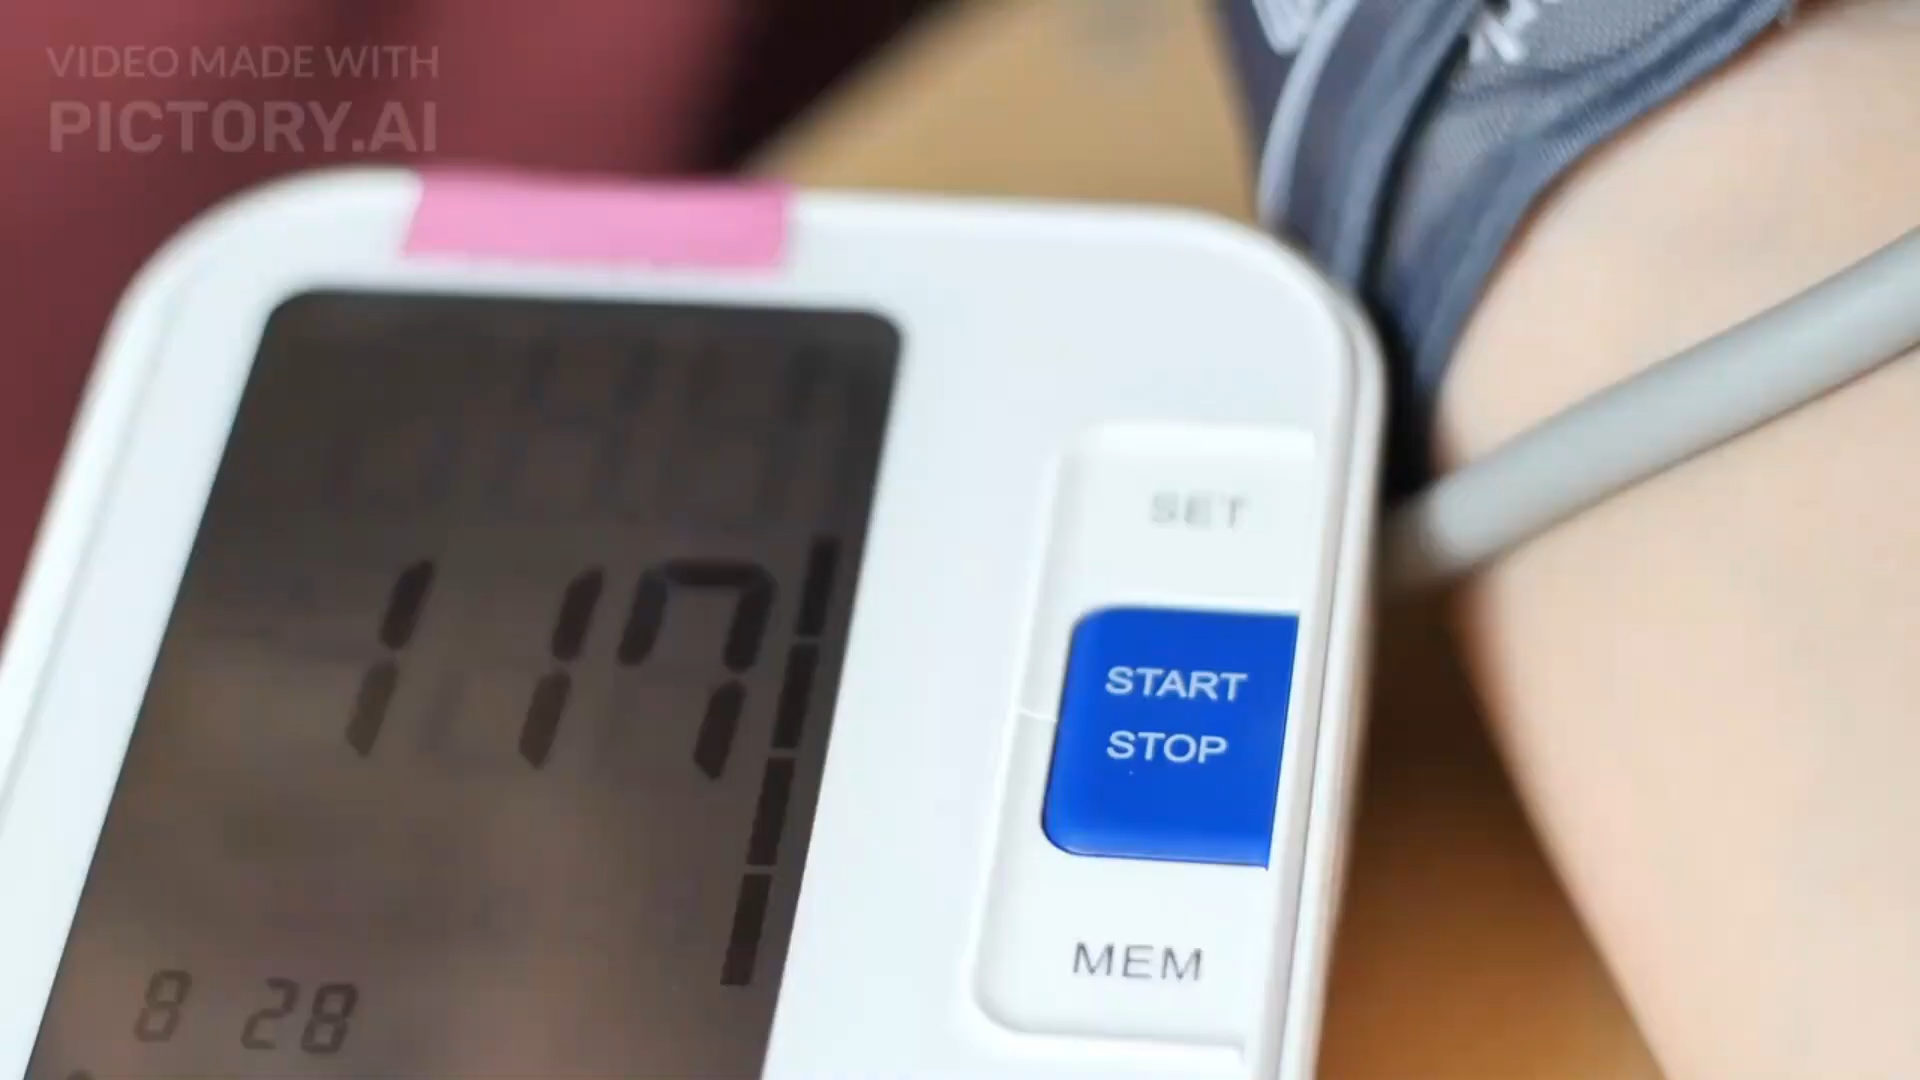 VIDEO MADE WITH
PICTORY.AI
SET
117
START
STOP
MEM
8 28